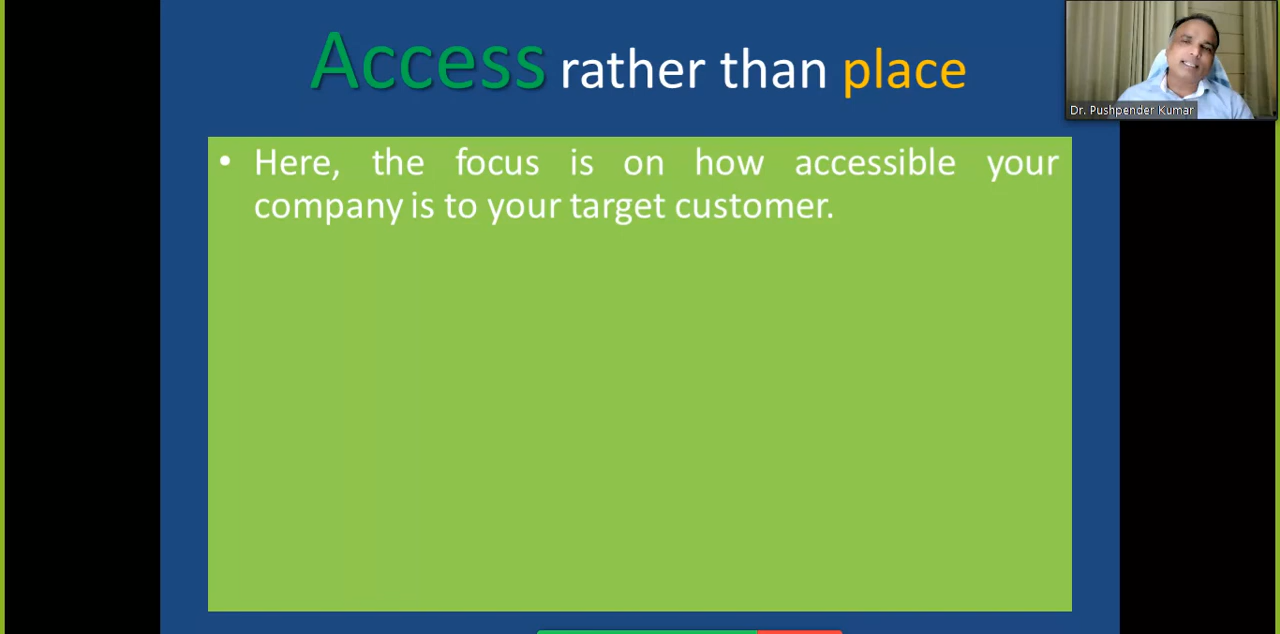 Access rather than place
Dr. Pushpender Kumar
• Here, the focus is on how accessible your
company is to your target customer.